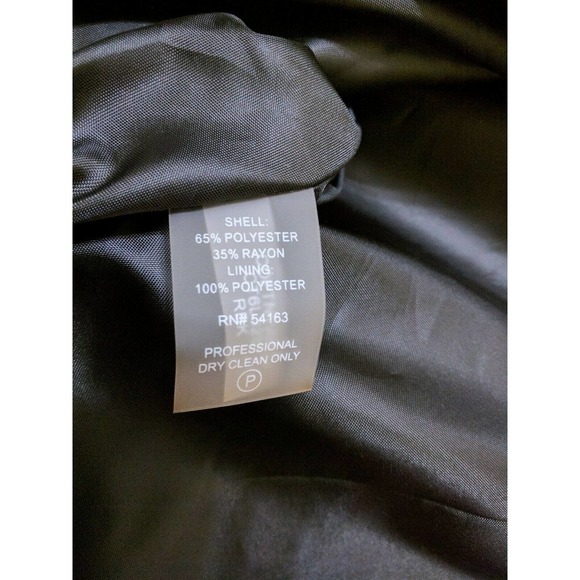 SHELL:
65% POLYESTER
35% RAYON
LINING:
100% POLYESTER
RN# 54163
PROFESSIONAL
DRY CLEAN ONLY
P